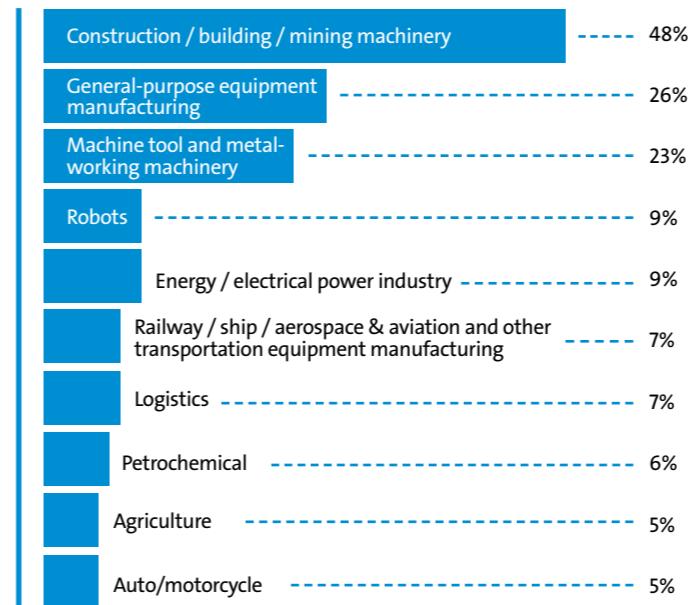 Construction / building / mining machinery 48%
General-purpose equipment
manufacturing 26%
Machine tool and metal-
working machinery 23%
Robots 9%
Energy / electrical power industry 9%
Railway / ship / aerospace & aviation and other
transportation equipment manufacturing 7%
Logistics 7%
Petrochemical 6%
Agriculture 5%
Auto/motorcycle 5%